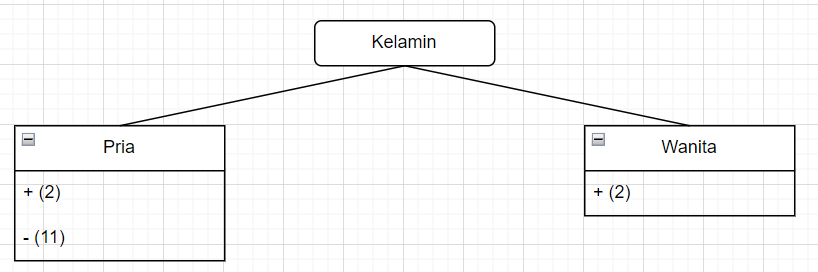 Kelamin
Pria
+ (2)
- (11)
Wanita
+ (2)